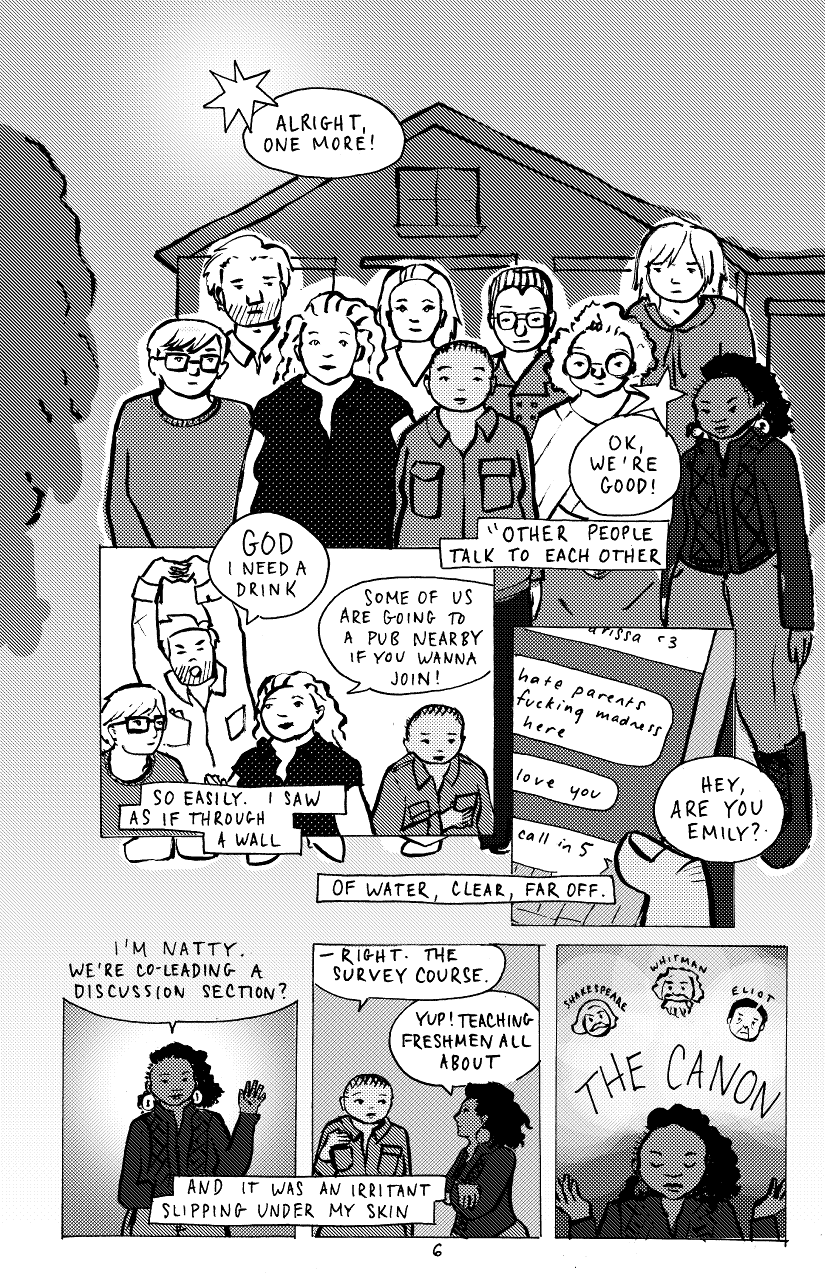 ALRIGHT,
ONE MORE!
OK,
WE'RE
GOOD!
"OTHER PEOPLE
TALK TO EACH OTHER
GOD
I NEED A
DRINK
SOME OF US
ARE GOING TO
A PUB NEARBY
IF YOU WANNA
JOIN!
SO EASILY. I SAW
AS IF THROUGH
A WALL
<3
hate parents
fucking madness
here
love you
call in 5
HEY,
ARE YOU
EMILY?
OF WATER, CLEAR, FAR OFF.
I'M NATTY.
WE'RE CO-LEADING A
DISCUSSION SECTION?
— RIGHT. THE
SURVEY COURSE.
YUP! TEACHING
FRESHMEN ALL
ABOUT
AND IT WAS AN IRRITANT
SLIPPING UNDER MY SKIN
SHAKESPEARE
WHITMAN
ELIOT
THE CANON
6